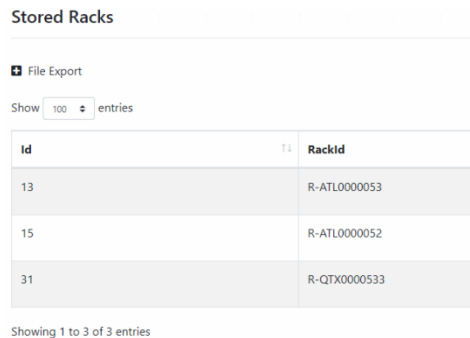 Stored Racks
File Export
Show 100 entries
Id RackId
13 R-ATL0000053
15 R-ATL0000052
31 R-QTX0000533
Showing 1 to 3 of 3 entries